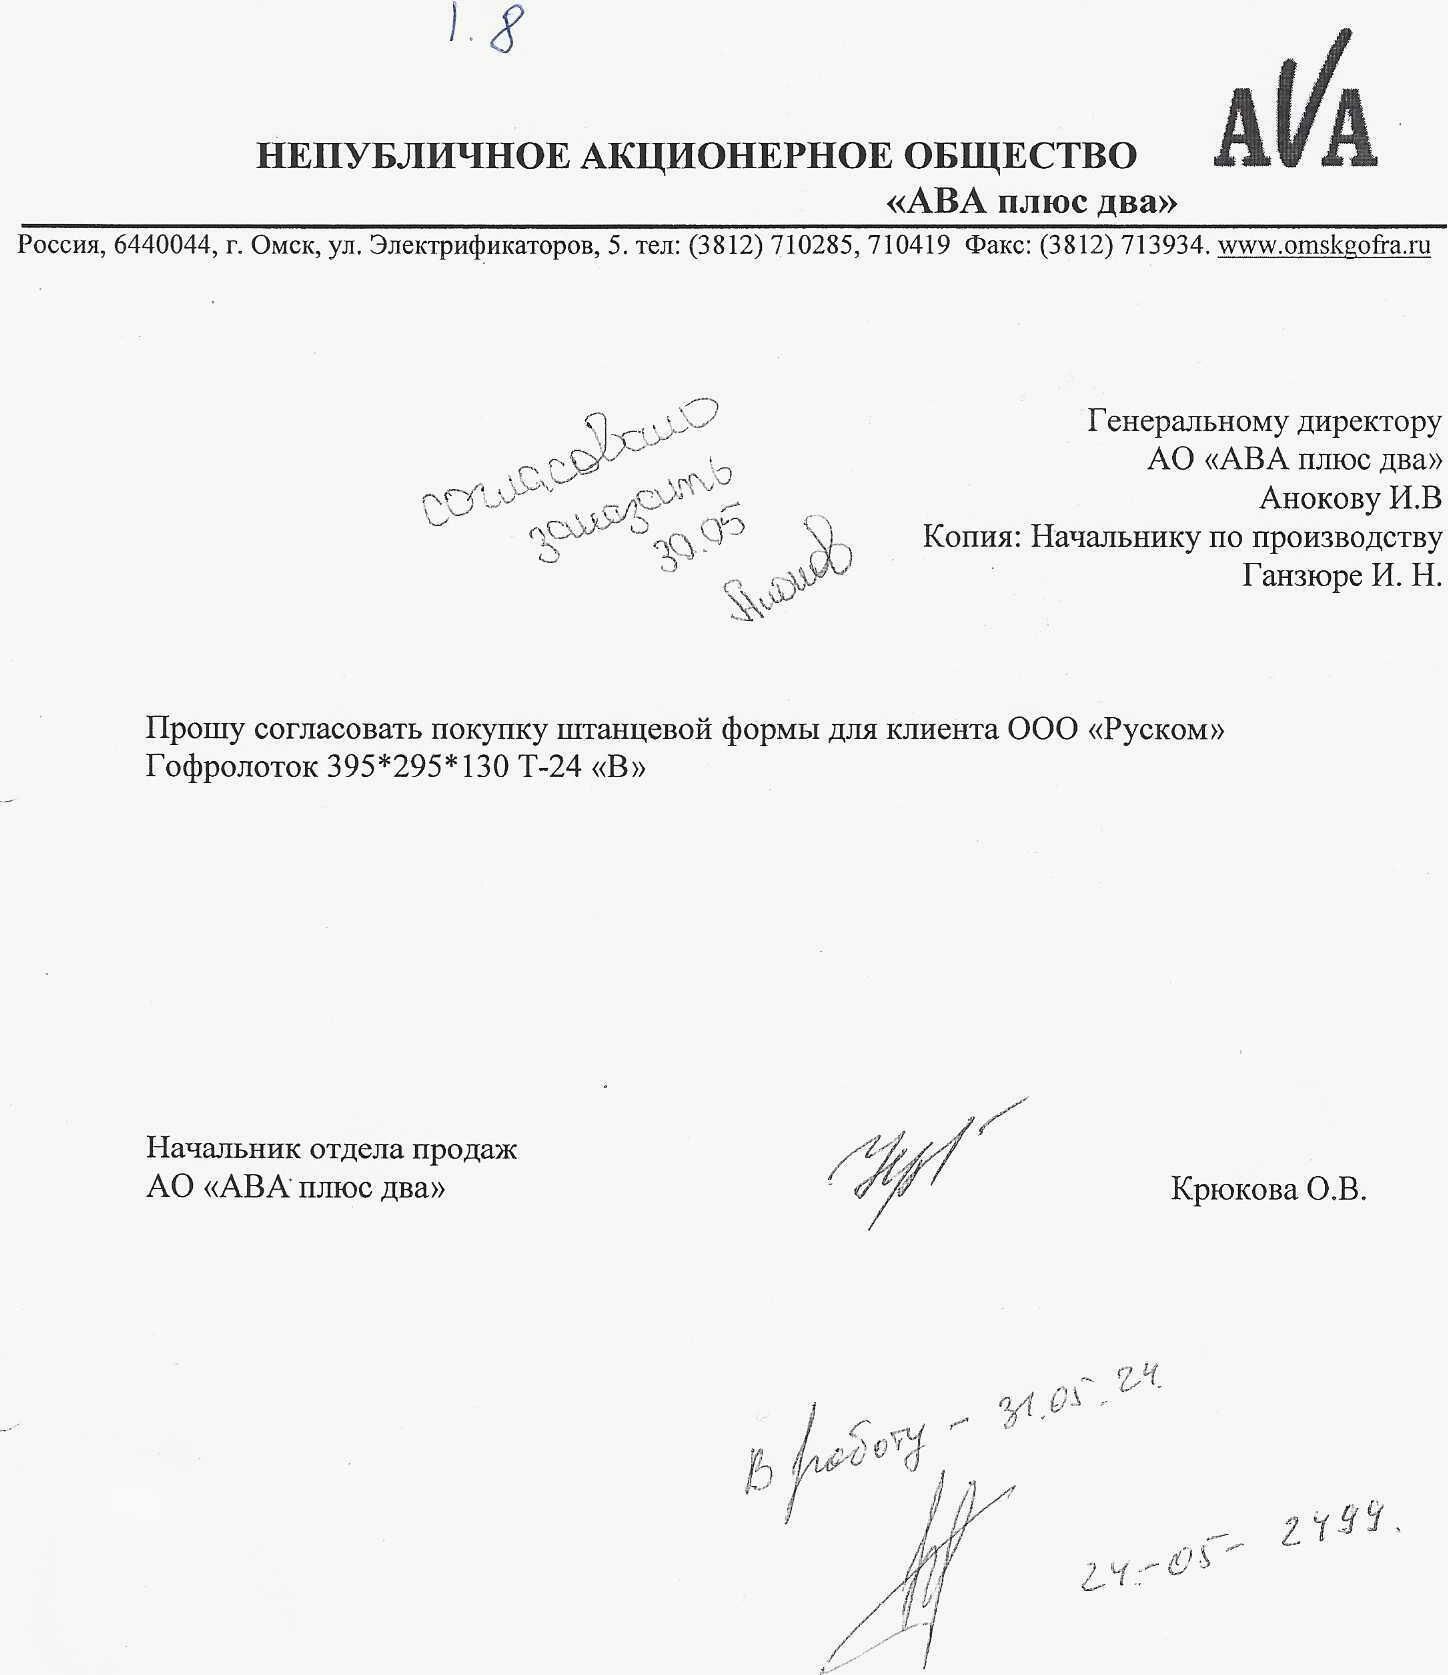 1.8
AVA
НЕПУБЛИЧНОЕ АКЦИОНЕРНОЕ ОБЩЕСТВО
«АВА плюс два»
Россия, 6440044, г. Омск, ул. Электрификаторов, 5. тел: (3812) 710285, 710419 Факс: (3812) 713934. www.omskgofra.ru
Генеральному директору
АО «АВА плюс два»
Анокову И.В
Копия: Начальнику по производству
Ганзюре И. Н.
согласовано
заказать
30.05
Аноков
Прошу согласовать покупку штанцевой формы для клиента ООО «Руском»
Гофролоток 395*295*130 Т-24 «В»
Начальник отдела продаж
АО «АВА плюс два»
Крюкова О.В.
В работу - 31.05.24.
24-05- 2499.